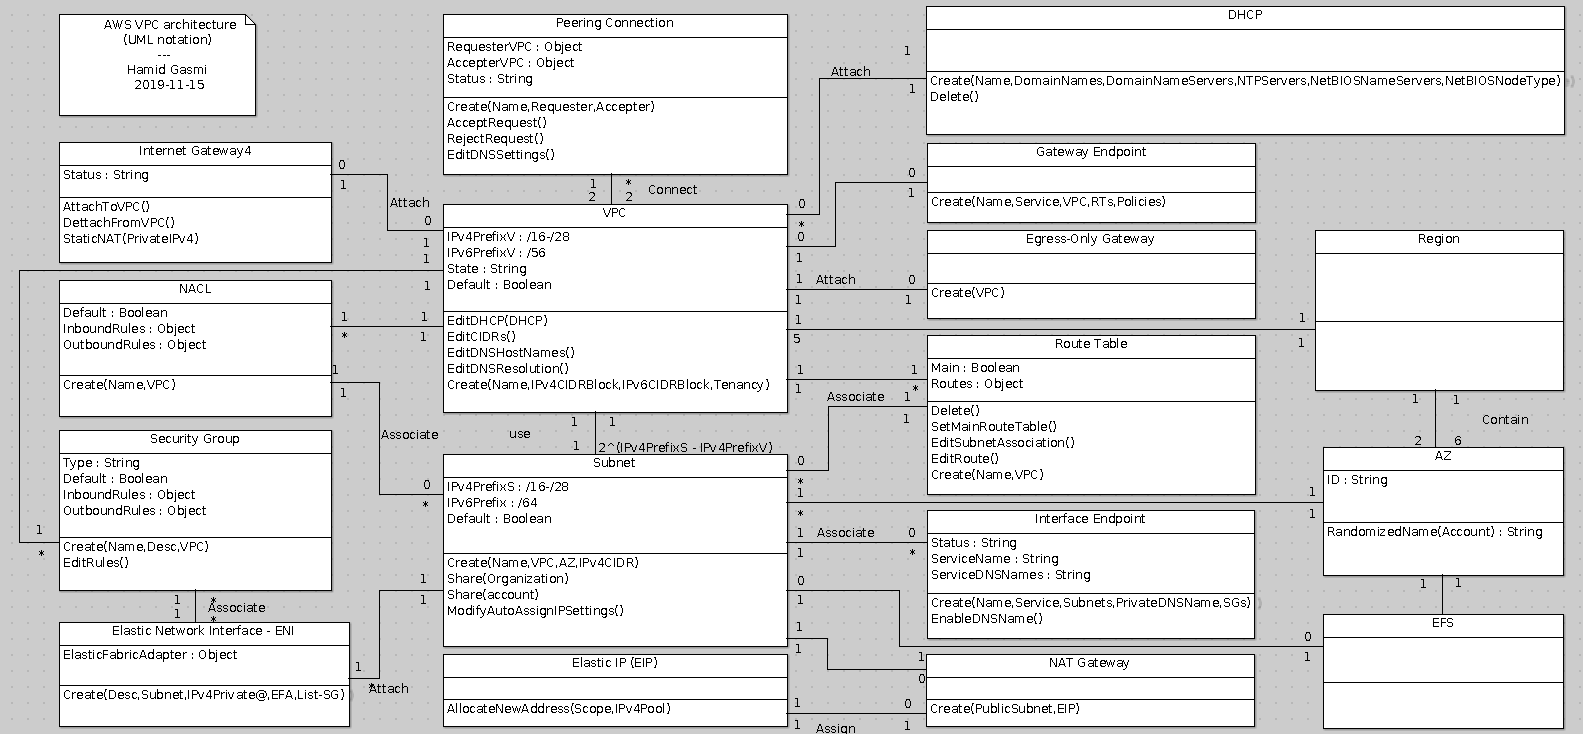 AWS VPC architecture
(UML notation)
---
Hamid Gasmi
2019-11-15
Peering Connection
RequesterVPC : Object
AccepterVPC : Object
Status : String
Create(Name,Requester,Accepter)
AcceptRequest()
RejectRequest()
EditDNSSettings()
DHCP
Create(Name,DomainNames,DomainNameServers,NTPServers,NetBIOSNameServers,NetBIOSNodeType)
Delete()
1
Attach
1
0
*
Internet Gateway4
Status : String
AttachToVPC()
DettachFromVPC()
StaticNAT(PrivateIPv4)
0
1
Attach
0
1
1 *
2 2
Connect
Gateway Endpoint
Create(Name,Service,VPC,RTs,Policies)
0
1
0
1
VPC
IPv4PrefixV : /16-/28
IPv6PrefixV : /56
State : String
Default : Boolean
EditDHCP(DHCP)
EditCIDRs()
EditDNSHostNames()
EditDNSResolution()
Create(Name,IPv4CIDRBlock,IPv6CIDRBlock,Tenancy)
Egress-Only Gateway
Create(VPC)
1
Attach
0
1
1
Region
1
5
1
1
NACL
Default : Boolean
InboundRules : Object
OutboundRules : Object
Create(Name,VPC)
1
1
1
*
1
1
1
1
Associate
0
*
Route Table
Main : Boolean
Routes : Object
Delete()
SetMainRouteTable()
EditSubnetAssociation()
EditRoute()
Create(Name,VPC)
1
1
1
*
Associate
1
1
0
*
1 1
Contain
2 6
AZ
ID : String
RandomizedName(Account) : String
1 1
use
1 2^(IPv4PrefixS - IPv4PrefixV)
Security Group
Type : String
Default : Boolean
InboundRules : Object
OutboundRules : Object
Create(Name,Desc,VPC)
EditRules()
1
*
Subnet
IPv4PrefixS : /16-/28
IPv6Prefix : /64
Default : Boolean
Create(Name,VPC,AZ,IPv4CIDR)
Share(Organization)
Share(account)
ModifyAutoAssignIPSettings()
1
*
1
1
Interface Endpoint
Status : String
ServiceName : String
ServiceDNSNames : String
Create(Name,Service,Subnets,PrivateDNSName,SGs)
EnableDNSName()
1
Associate
0
1
*
1 *
1 *
Associate
Elastic Network Interface - ENI
ElasticFabricAdapter : Object
Create(Desc,Subnet,IPv4Private@,EFA,List-SG)
1
1
1
*
Attach
1 1
EFS
0
1
0
1
Elastic IP (EIP)
AllocateNewAddress(Scope,IPv4Pool)
NAT Gateway
Create(PublicSubnet,EIP)
1
1
1
0
1
1
0
1
Assign